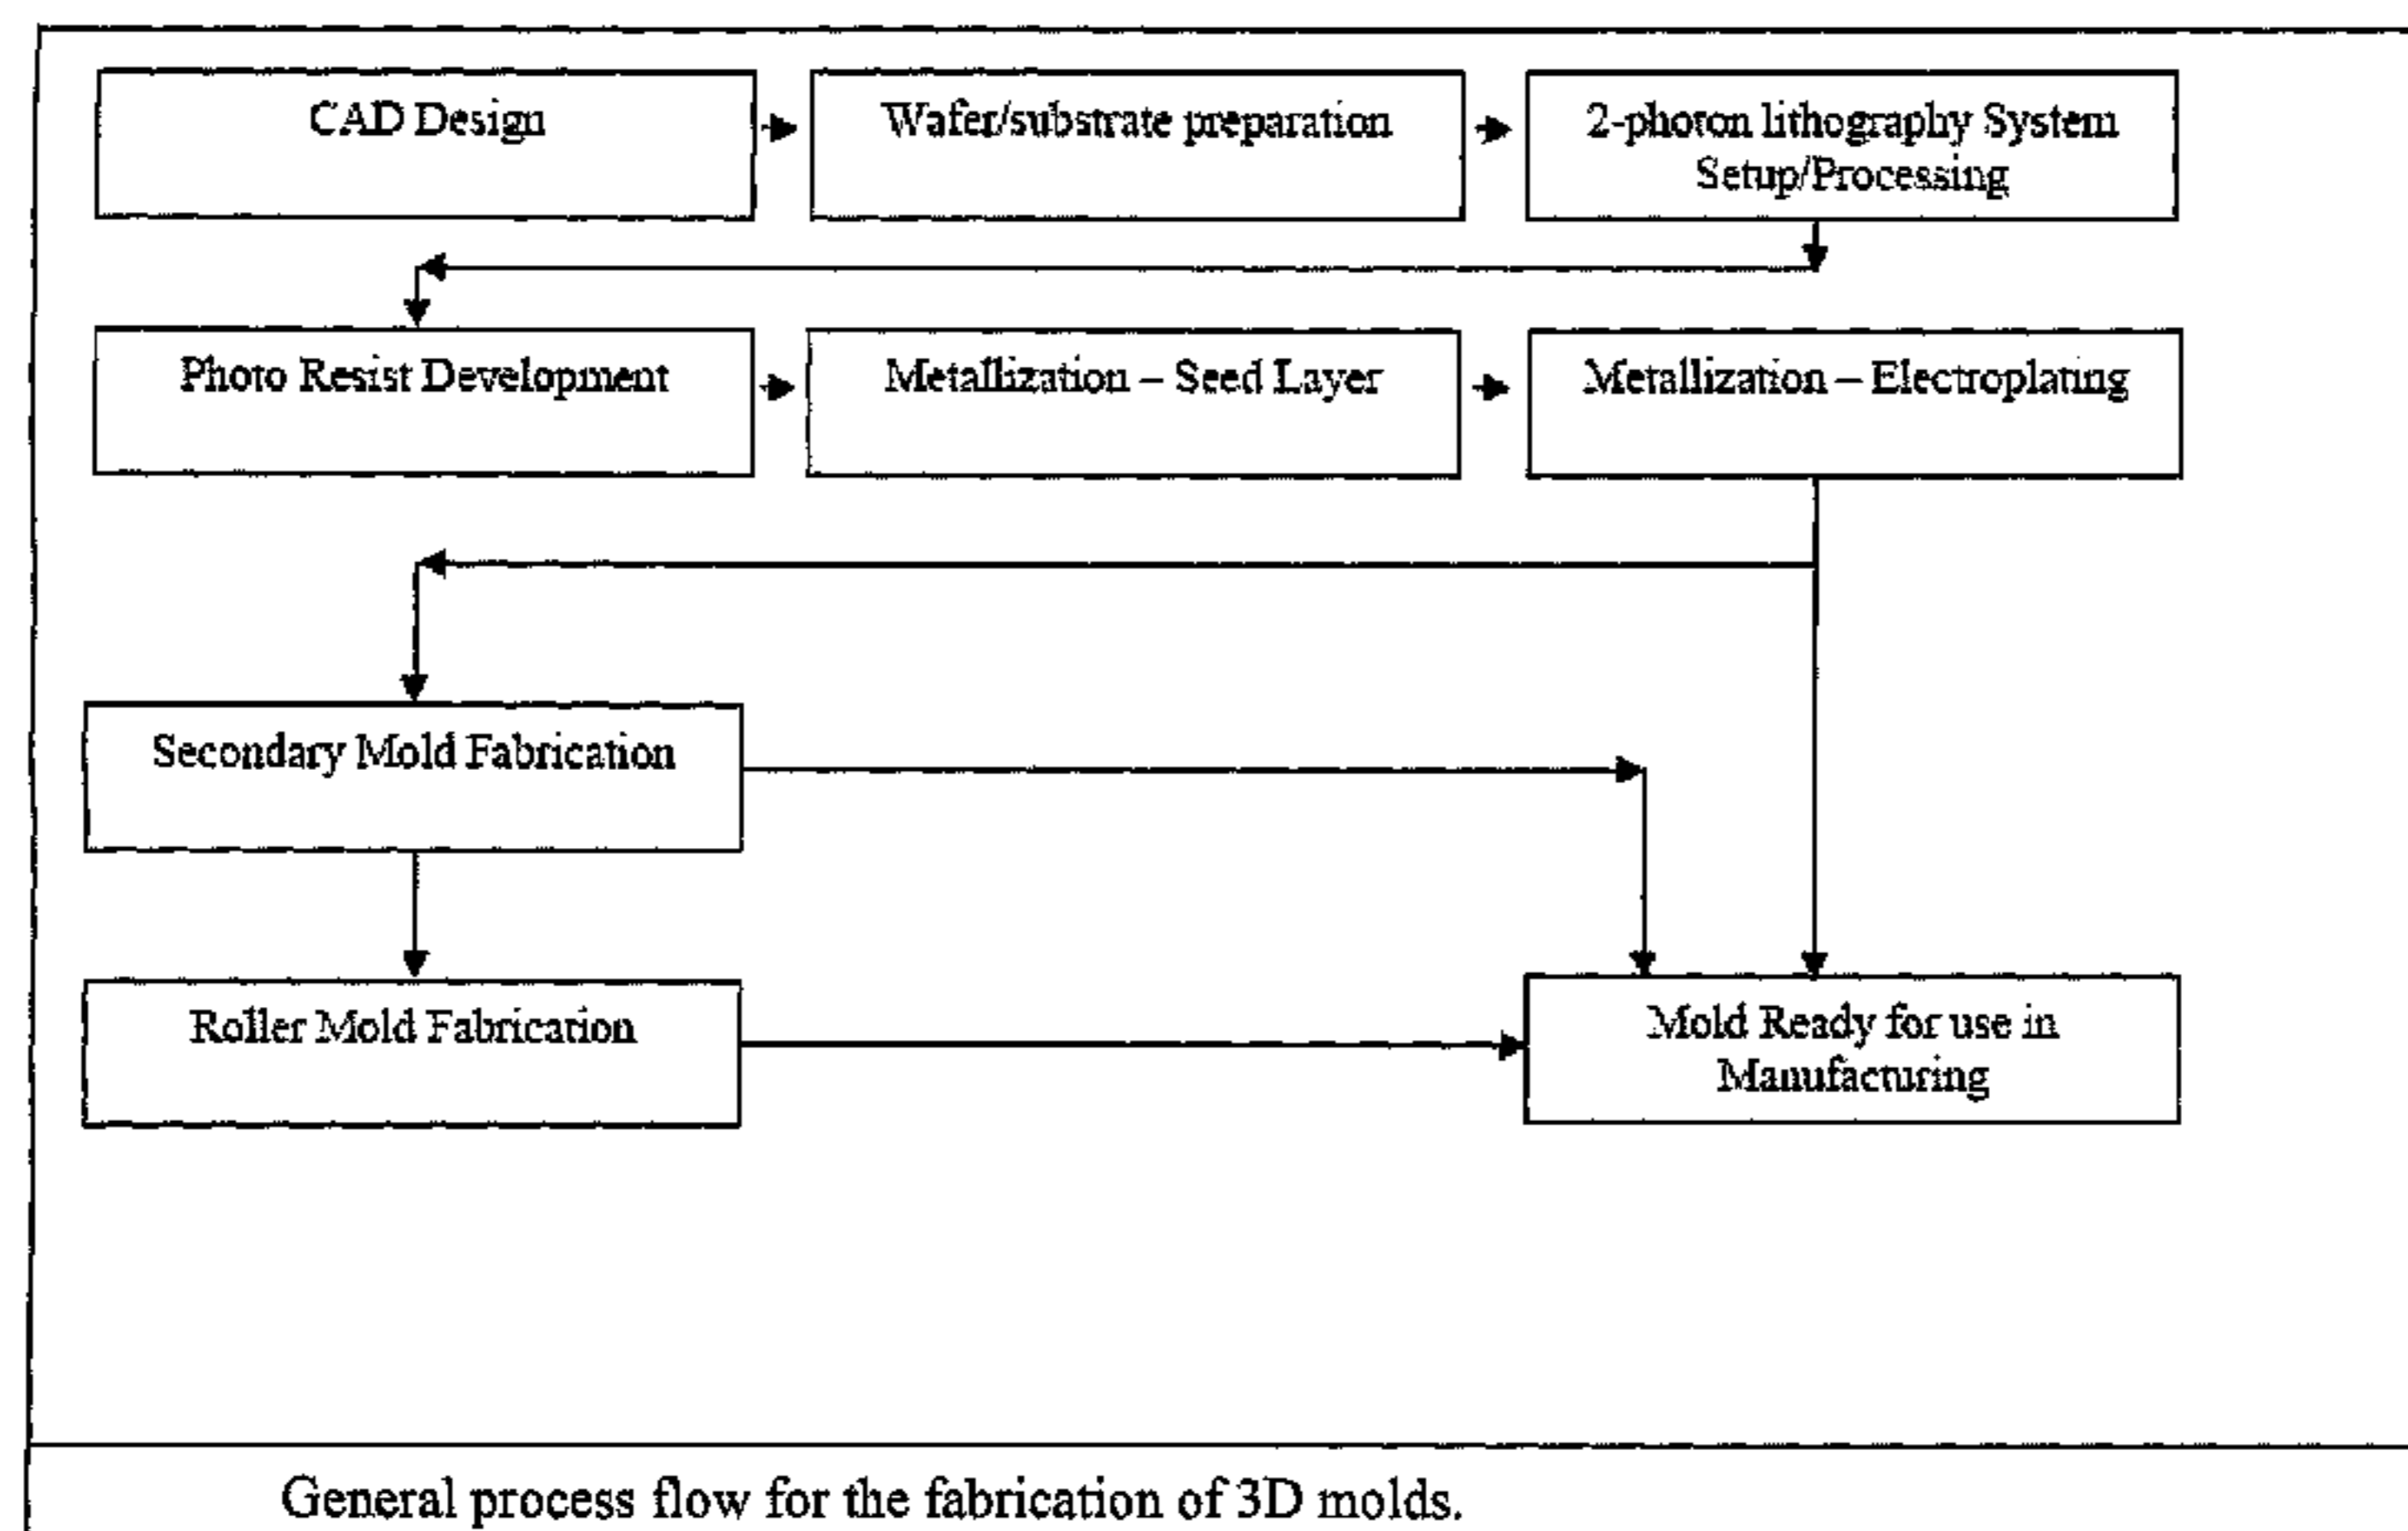 CAD Design
Wafer/substrate preparation
2-photon lithography System
Setup/Processing
Photo Resist Development
Metallization – Seed Layer
Metallization – Electroplating
Secondary Mold Fabrication
Roller Mold Fabrication
Mold Ready for use in
Manufacturing
General process flow for the fabrication of 3D molds.